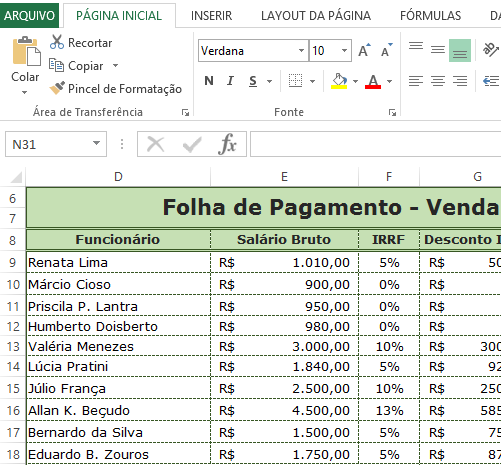 ARQUIVO PÁGINA INICIAL INSERIR LAYOUT DA PÁGINA FÓRMULAS
Colar
Recortar
Copiar
Pincel de Formatação
Área de Transferência
Verdana 10 A A
N I S A
Fonte
N31 fx
D E F G
6 Folha de Pagamento - Venda
7
8 Funcionário Salário Bruto IRRF Desconto I
9 Renata Lima R$ 1.010,00 5% R$ 50
10 Márcio Cioso R$ 900,00 0% R$
11 Priscila P. Lantra R$ 950,00 0% R$
12 Humberto Doisberto R$ 980,00 0% R$
13 Valéria Menezes R$ 3.000,00 10% R$ 300
14 Lúcia Pratini R$ 1.840,00 5% R$ 92
15 Júlio França R$ 2.500,00 10% R$ 250
16 Allan K. Beçudo R$ 4.500,00 13% R$ 585
17 Bernardo da Silva R$ 1.500,00 5% R$ 75
18 Eduardo B. Zouros R$ 1.750,00 5% R$ 87